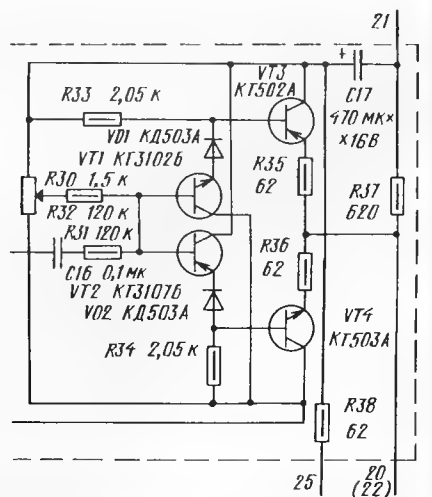 21
R33 2,05 к
VT3
КТ502А
C17
470 МК×
×16В
VD1 КД503А
VT1 КТ3102Б
R35
62
R30 1,5 к
R32 120 к
R31 120 к
R37
620
C16 0,1 мк
R36
62
VT2 КТ3107Б
VD2 КД503А
VT4
КТ503А
R34 2,05 к
R38
62
25
20
(22)